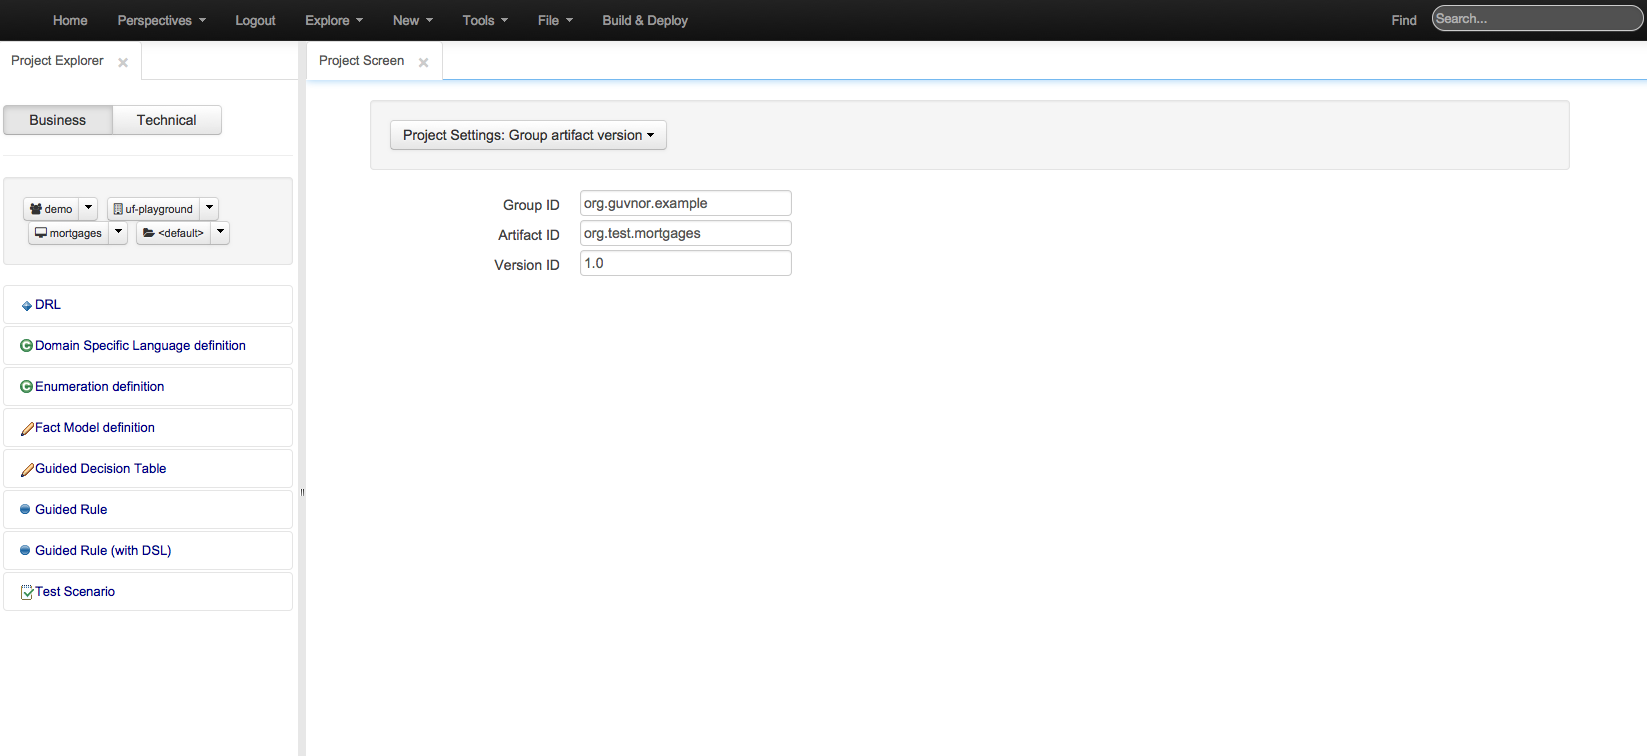 Home Perspectives Logout Explore New Tools File Build & Deploy Find Search...
Project Explorer Project Screen
Business Technical
Project Settings: Group artifact version
demo uf-playground
mortgages <default>
Group ID org.guvnor.example
Artifact ID org.test.mortgages
Version ID 1.0
DRL
Domain Specific Language definition
Enumeration definition
Fact Model definition
Guided Decision Table
Guided Rule
Guided Rule (with DSL)
Test Scenario